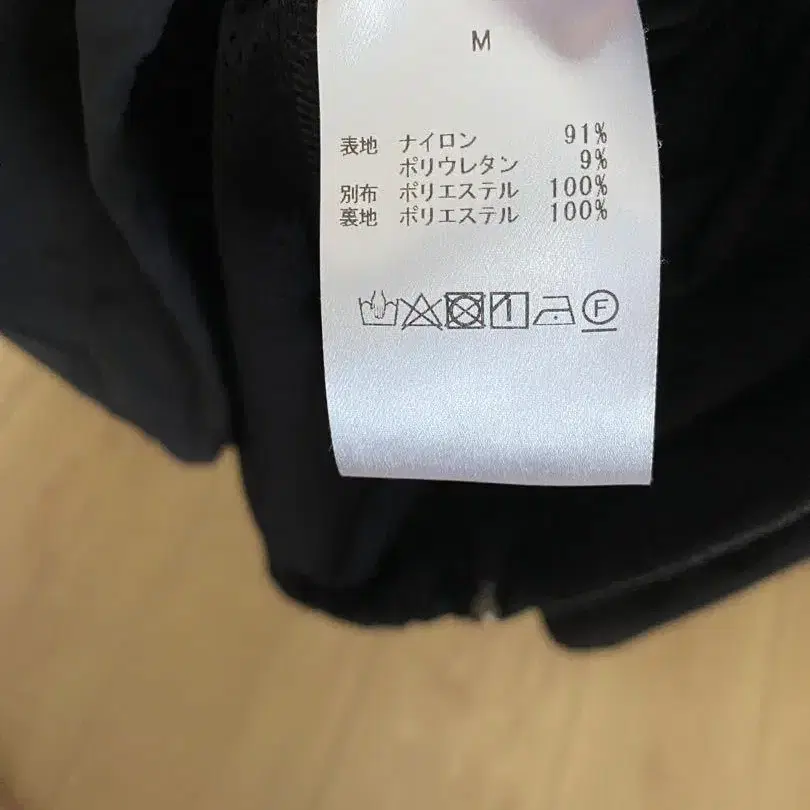 M
表地 ナイロン 91%
ポリウレタン 9%
別布 ポリエステル 100%
裏地 ポリエステル 100%
F